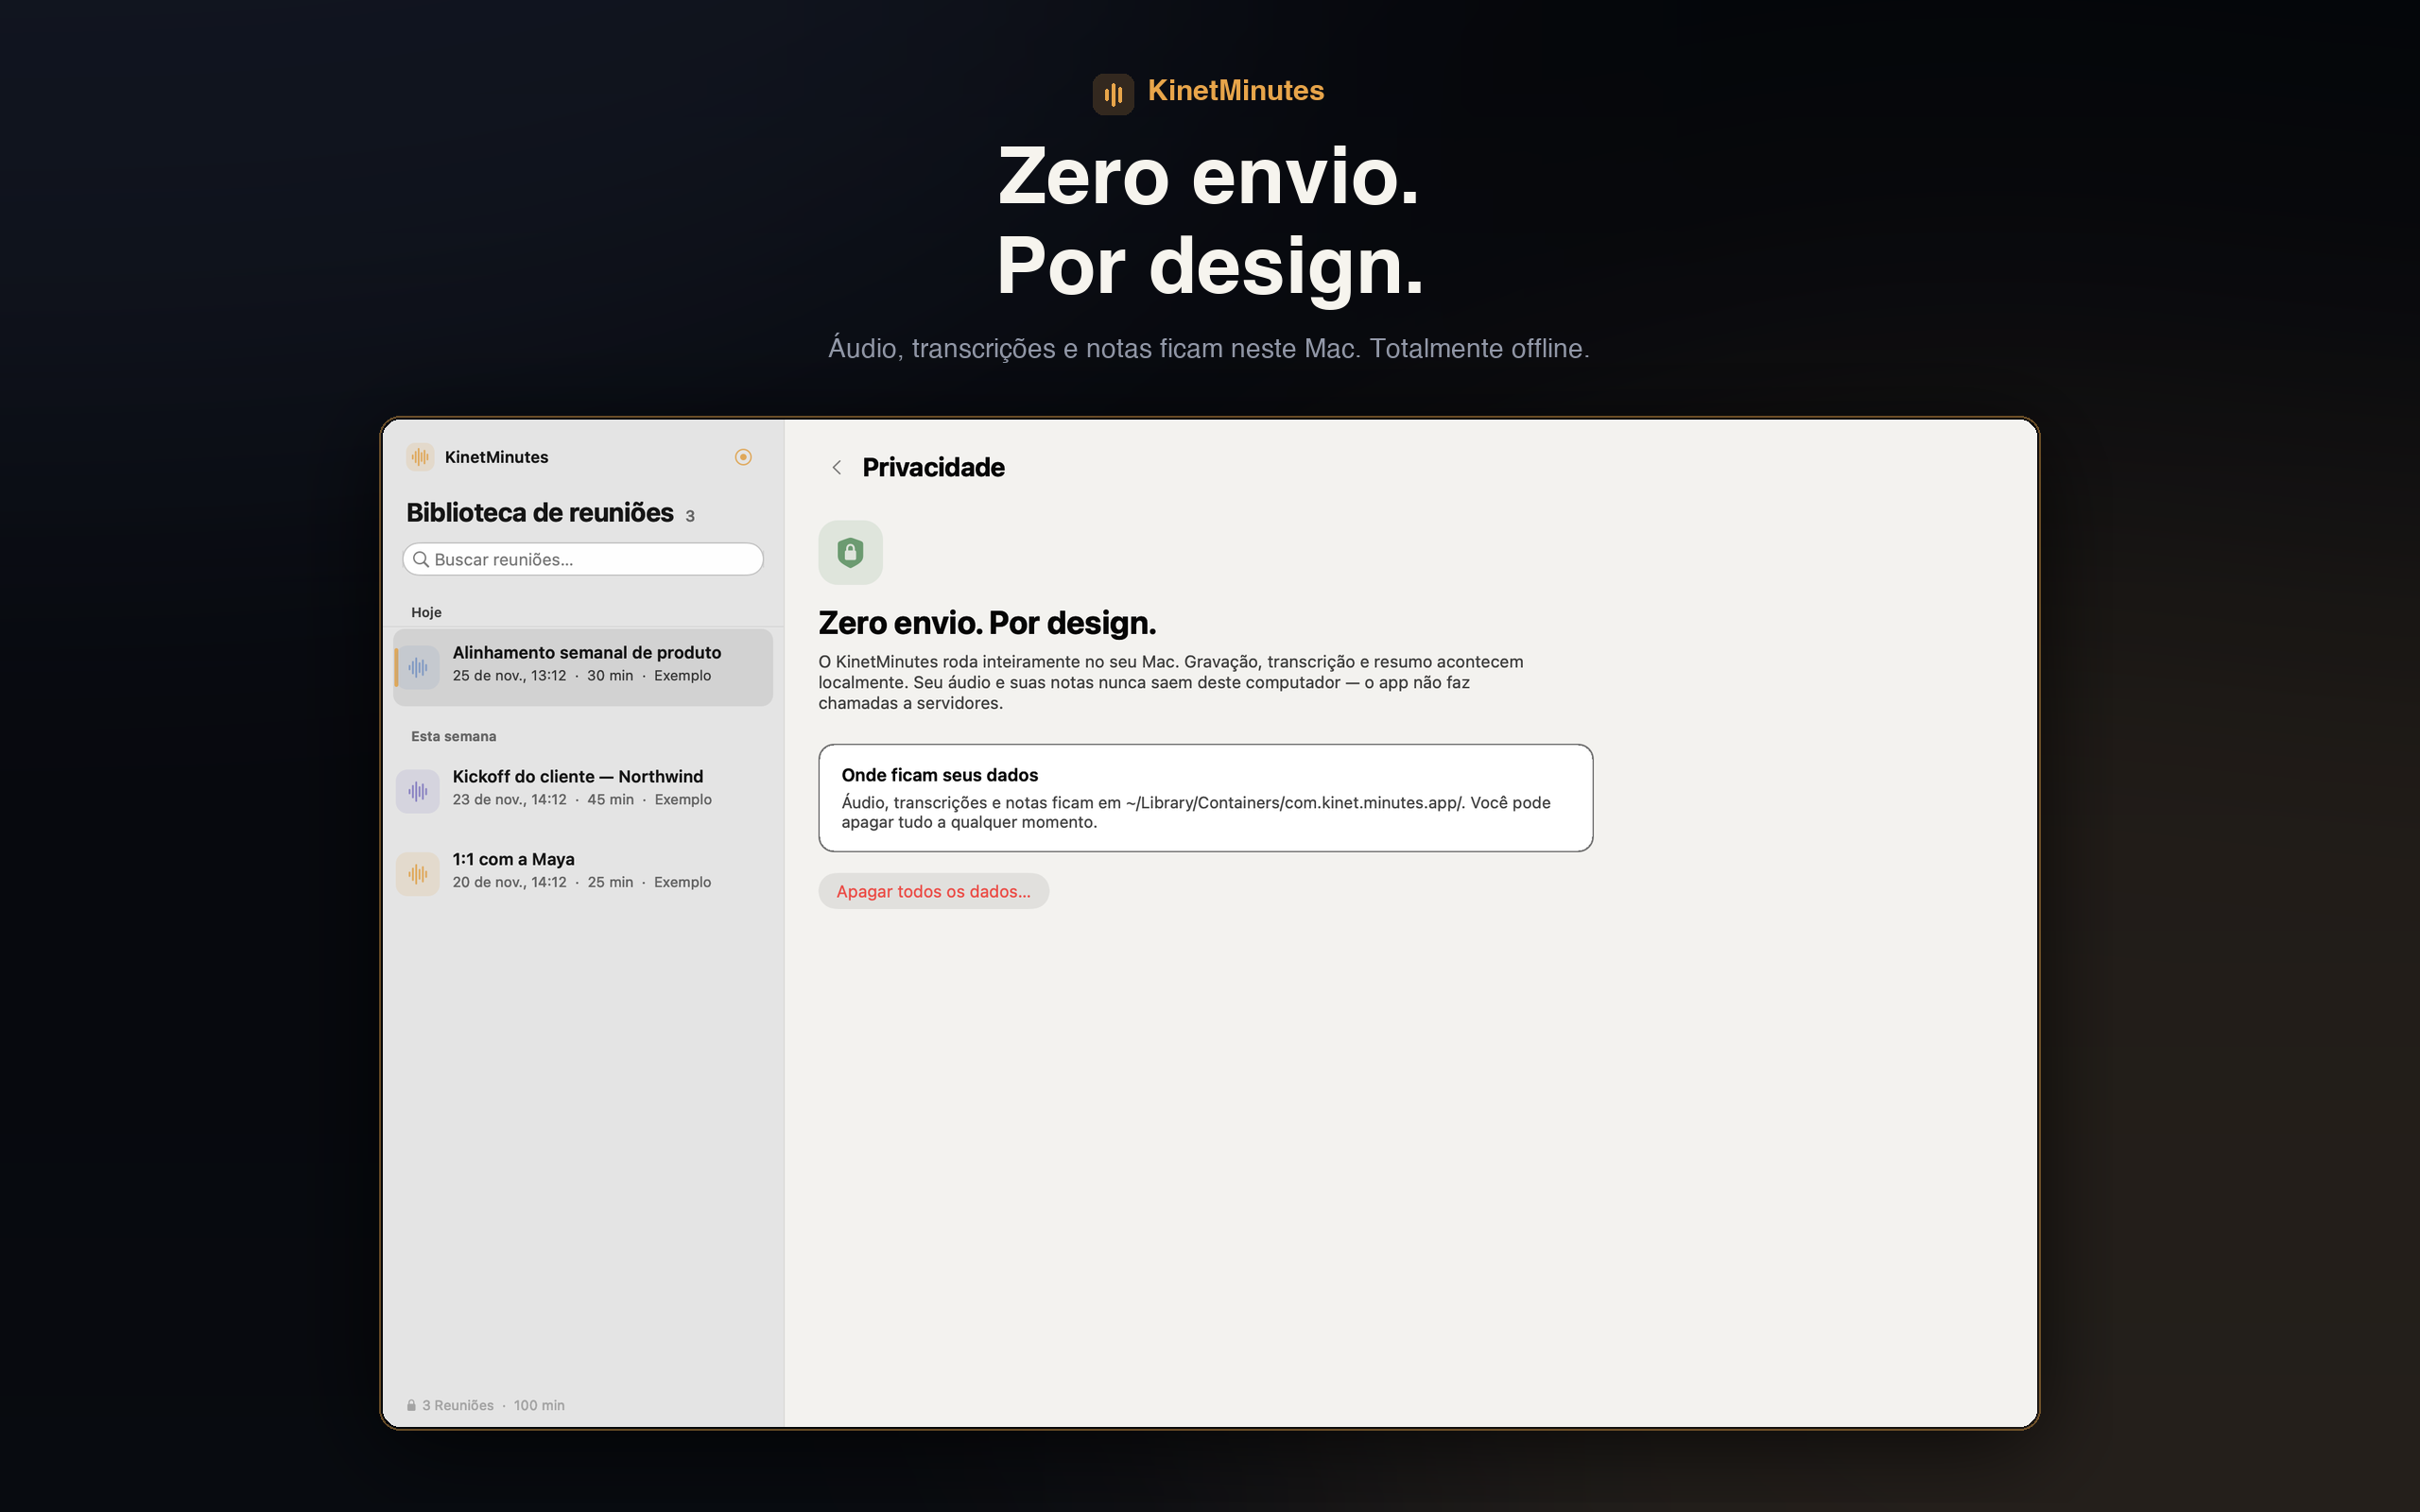 KinetMinutes
Zero envio.
Por design.
Áudio, transcrições e notas ficam neste Mac. Totalmente offline.
KinetMinutes
Biblioteca de reuniões 3
Buscar reuniões...
Hoje
Alinhamento semanal de produto
25 de nov., 13:12 · 30 min · Exemplo
Esta semana
Kickoff do cliente — Northwind
23 de nov., 14:12 · 45 min · Exemplo
1:1 com a Maya
20 de nov., 14:12 · 25 min · Exemplo
3 Reuniões · 100 min
Privacidade
Zero envio. Por design.
O KinetMinutes roda inteiramente no seu Mac. Gravação, transcrição e resumo acontecem
localmente. Seu áudio e suas notas nunca saem deste computador — o app não faz
chamadas a servidores.
Onde ficam seus dados
Áudio, transcrições e notas ficam em ~/Library/Containers/com.kinet.minutes.app/. Você pode
apagar tudo a qualquer momento.
Apagar todos os dados...